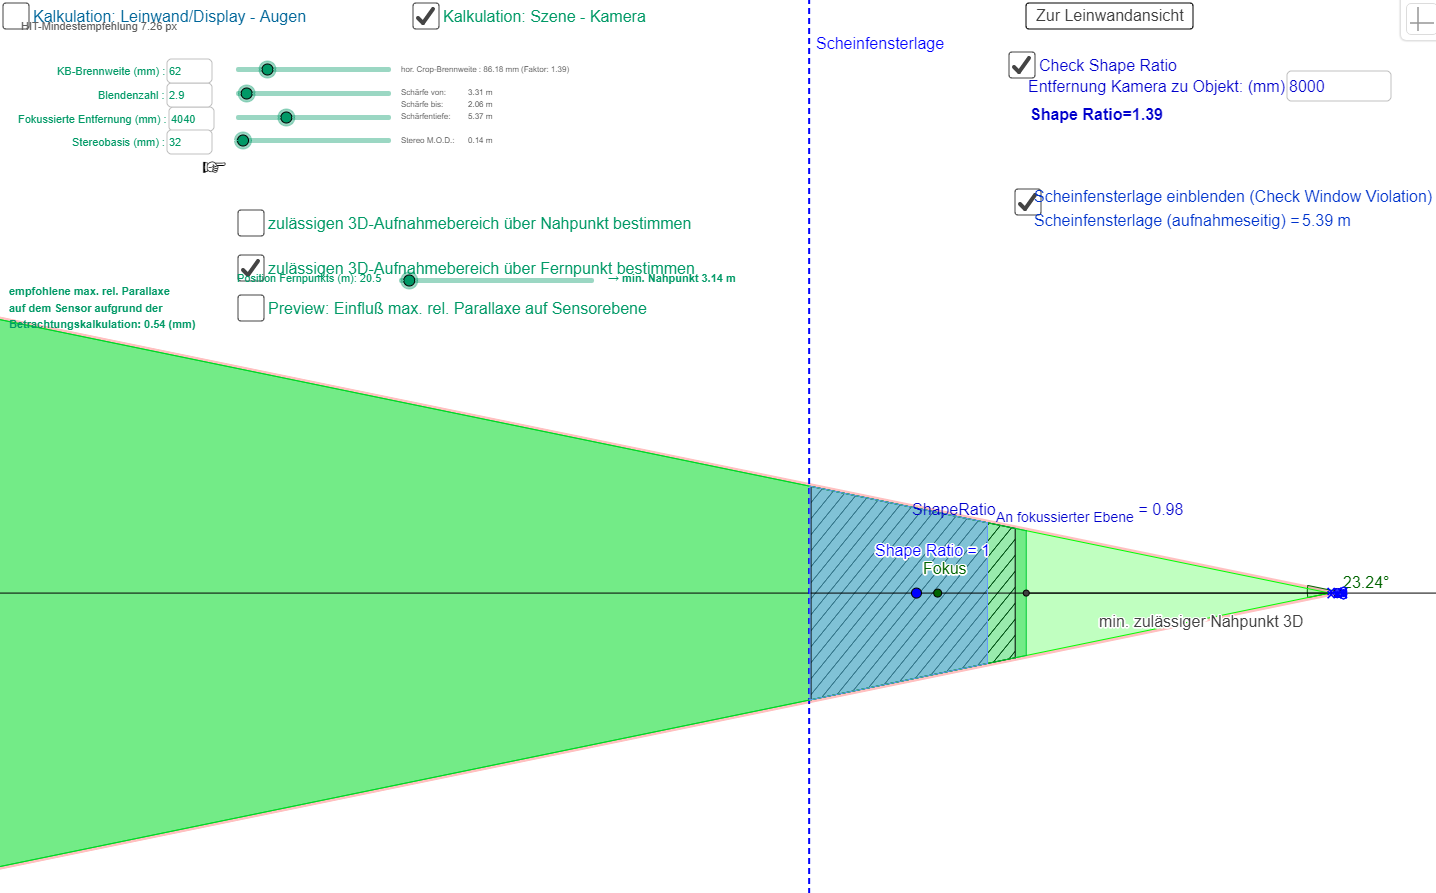 Kalkulation: Leinwand/Display - Augen
HIT-Mindestempfehlung 7.26 px
Kalkulation: Szene - Kamera
Zur Leinwandansicht
Scheinfensterlage
Check Shape Ratio
Entfernung Kamera zu Objekt: (mm) 8000
Shape Ratio=1.39
KB-Brennweite (mm) : 62
hor. Crop-Brennweite : 86.18 mm (Faktor: 1.39)
Blendenzahl : 2.9
Schärfe von: 3.31 m
Schärfe bis: 2.06 m
Fokussierte Entfernung (mm) : 4040
Schärfentiefe: 5.37 m
Stereobasis (mm) : 32
Stereo M.O.D.: 0.14 m
Scheinfensterlage einblenden (Check Window Violation)
Scheinfensterlage (aufnahmeseitig) = 5.39 m
zulässigen 3D-Aufnahmebereich über Nahpunkt bestimmen
zulässigen 3D-Aufnahmebereich über Fernpunkt bestimmen
Position Fernpunkts (m): 20.5
→ min. Nahpunkt 3.14 m
Preview: Einfluß max. rel. Parallaxe auf Sensorebene
empfohlene max. rel. Parallaxe
auf dem Sensor aufgrund der
Betrachtungskalkulation: 0.54 (mm)
ShapeRatio An fokussierter Ebene = 0.98
Shape Ratio = 1
Fokus
23.24°
min. zulässiger Nahpunkt 3D